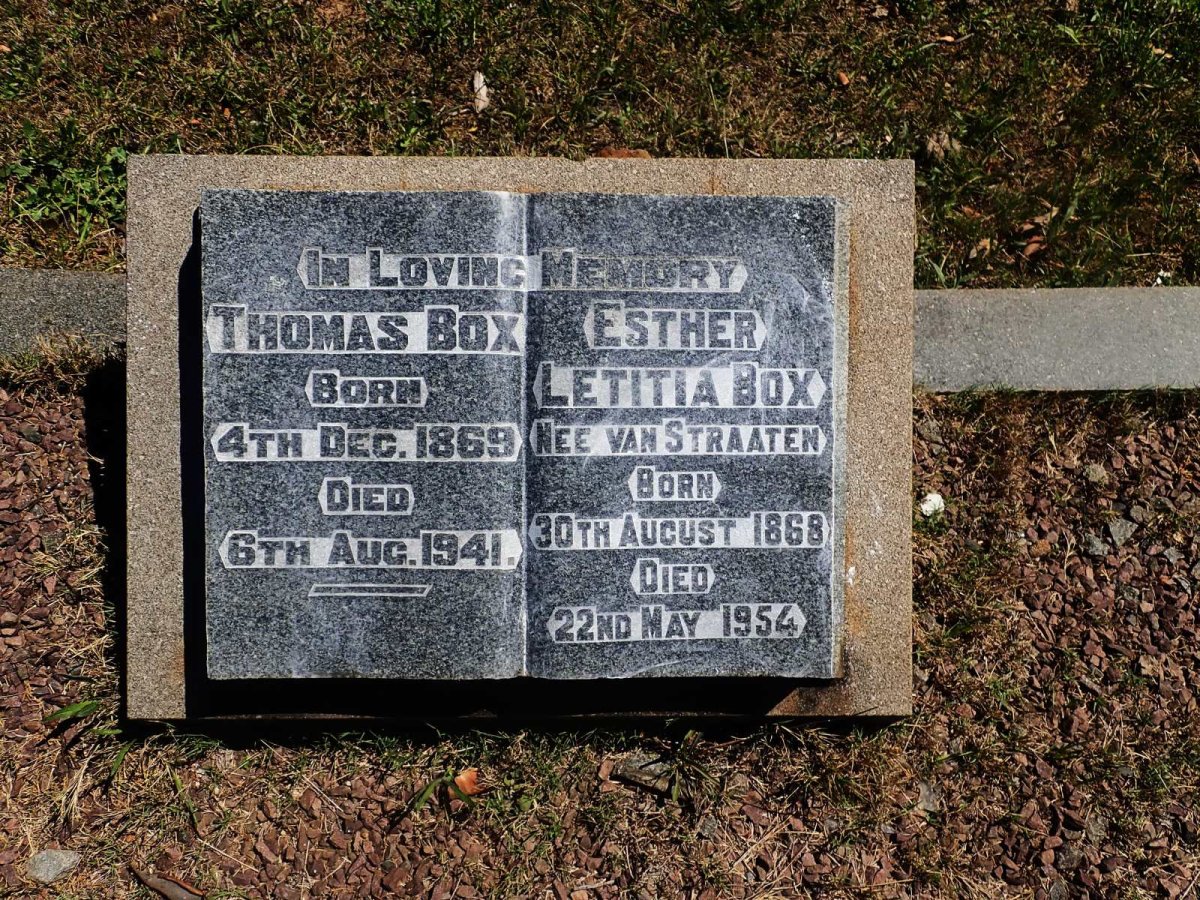 In Loving Memory
Thomas Box
Born
4th Dec. 1869
Died
6th Aug. 1941.
Esther
Letitia Box
Nee van Straaten
Born
30th August 1868
Died
22nd May 1954